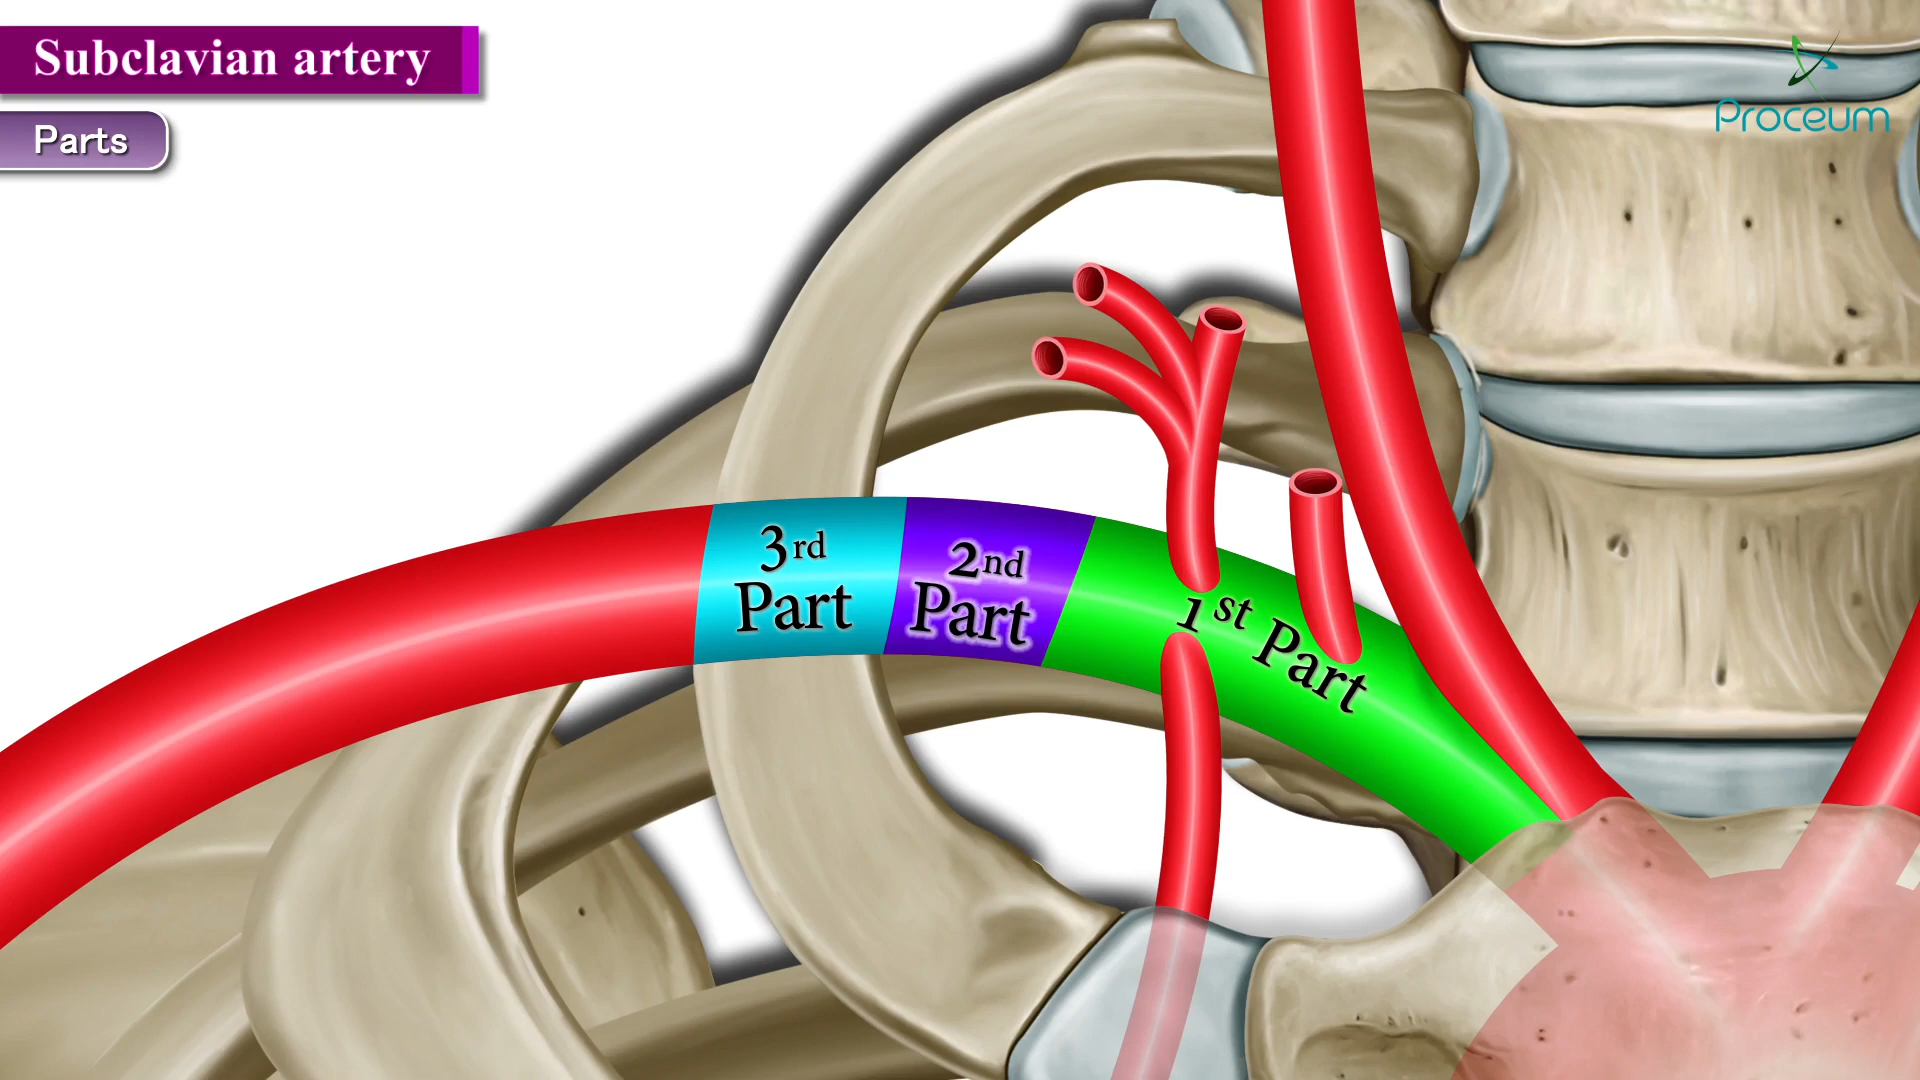 Subclavian artery
Parts
Proceum
3rd
Part
2nd
Part
1st Part